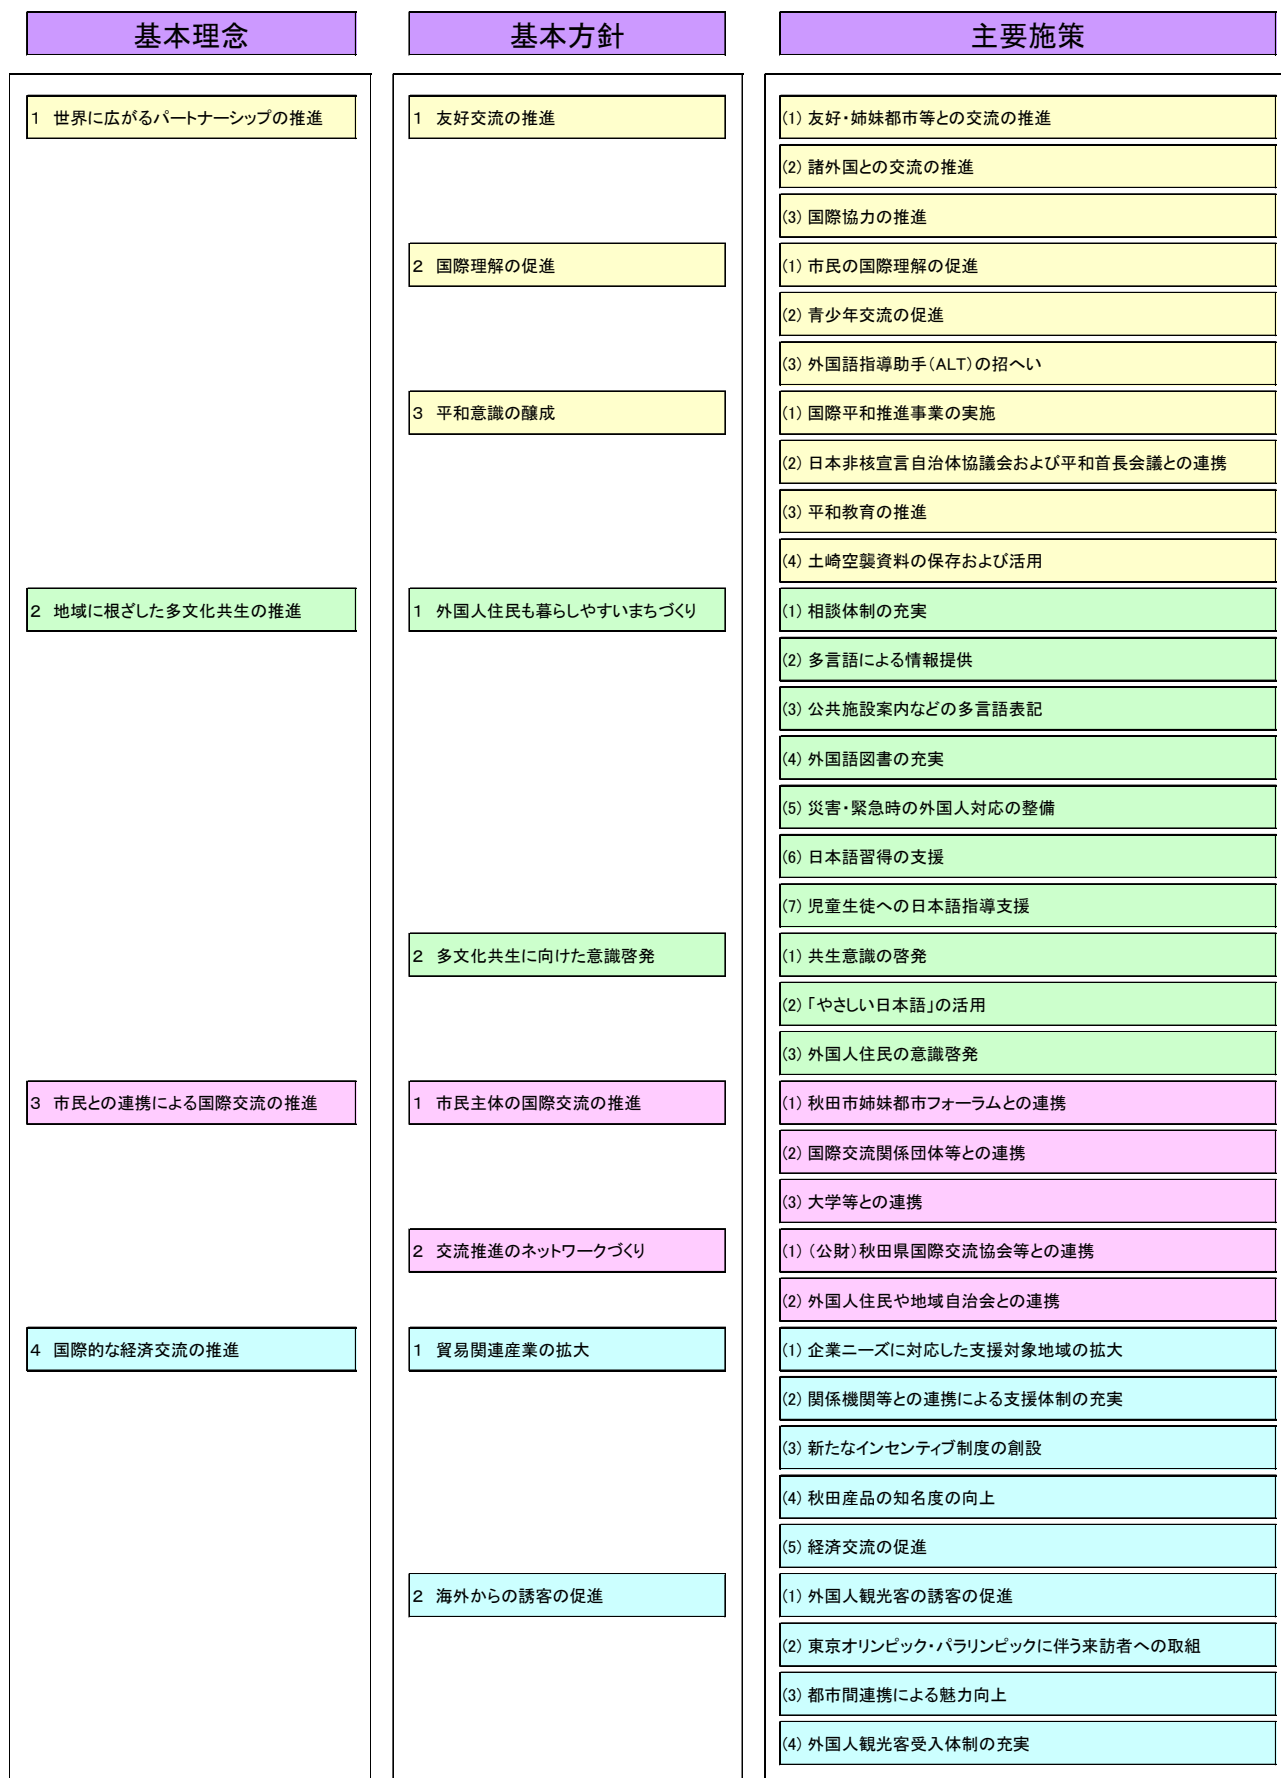 基本理念 基本方針 主要施策
1 世界に広がるパートナーシップの推進 1 友好交流の推進 (1) 友好・姉妹都市等との交流の推進
(2) 諸外国との交流の推進
(3) 国際協力の推進
2 国際理解の促進 (1) 市民の国際理解の促進
(2) 青少年交流の促進
(3) 外国語指導助手(ALT)の招へい
3 平和意識の醸成 (1) 国際平和推進事業の実施
(2) 日本非核宣言自治体協議会および平和首長会議との連携
(3) 平和教育の推進
(4) 土崎空襲資料の保存および活用
2 地域に根ざした多文化共生の推進 1 外国人住民も暮らしやすいまちづくり (1) 相談体制の充実
(2) 多言語による情報提供
(3) 公共施設案内などの多言語表記
(4) 外国語図書の充実
(5) 災害・緊急時の外国人対応の整備
(6) 日本語習得の支援
(7) 児童生徒への日本語指導支援
2 多文化共生に向けた意識啓発 (1) 共生意識の啓発
(2) 「やさしい日本語」の活用
(3) 外国人住民の意識啓発
3 市民との連携による国際交流の推進 1 市民主体の国際交流の推進 (1) 秋田市姉妹都市フォーラムとの連携
(2) 国際交流関係団体等との連携
(3) 大学等との連携
2 交流推進のネットワークづくり (1) (公財)秋田県国際交流協会等との連携
(2) 外国人住民や地域自治会との連携
4 国際的な経済交流の推進 1 貿易関連産業の拡大 (1) 企業ニーズに対応した支援対象地域の拡大
(2) 関係機関等との連携による支援体制の充実
(3) 新たなインセンティブ制度の創設
(4) 秋田産品の知名度の向上
(5) 経済交流の促進
2 海外からの誘客の促進 (1) 外国人観光客の誘客の促進
(2) 東京オリンピック・パラリンピックに伴う来訪者への取組
(3) 都市間連携による魅力向上
(4) 外国人観光客受入体制の充実